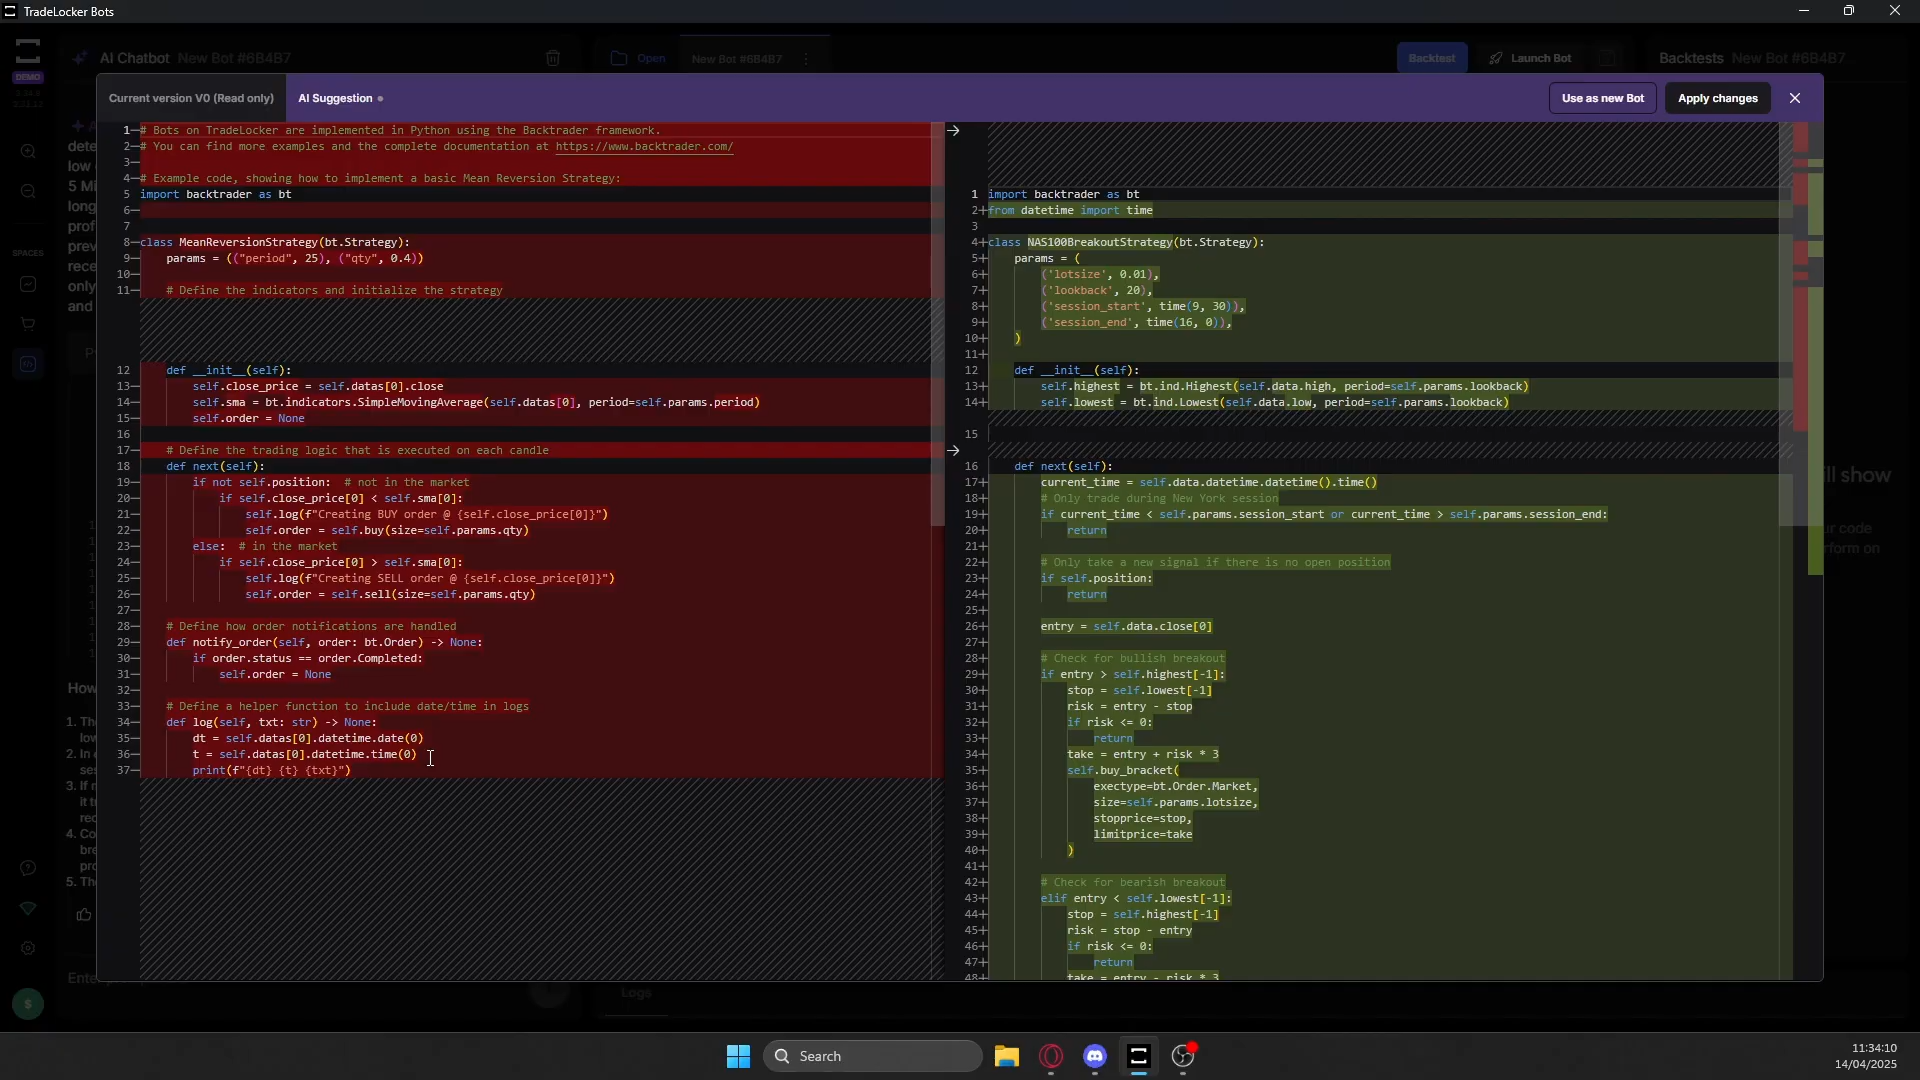 TradeLocker Bots
AI Chatbot New Bot #6B4B7
Open
New Bot #6B4B7
Backtest
Launch Bot
Backtests New Bot #6B4B7
DEMO
Current version V0 (Read only)
AI Suggestion
Use as new Bot
Apply changes
1 # Bots on TradeLocker are implemented in Python using the Backtrader framework.
2 # You can find more examples and the complete documentation at https://www.backtrader.com/
3
4 # Example code, showing how to implement a basic Mean Reversion Strategy:
5 import backtrader as bt
6
7
8 class MeanReversionStrategy(bt.Strategy):
9 params = (("period", 25), ("qty", 0.4))
10
11 # Define the indicators and initialize the strategy
12 def __init__(self):
13 self.close_price = self.datas[0].close
14 self.sma = bt.indicators.SimpleMovingAverage(self.datas[0], period=self.params.period)
15 self.order = None
16
17 # Define the trading logic that is executed on each candle
18 def next(self):
19 if not self.position: # not in the market
20 if self.close_price[0] < self.sma[0]:
21 self.log(f"Creating BUY order @ {self.close_price[0]}")
22 self.order = self.buy(size=self.params.qty)
23 else: # in the market
24 if self.close_price[0] > self.sma[0]:
25 self.log(f"Creating SELL order @ {self.close_price[0]}")
26 self.order = self.sell(size=self.params.qty)
27
28 # Define how order notifications are handled
29 def notify_order(self, order: bt.Order) -> None:
30 if order.status == order.Completed:
31 self.order = None
32
33 # Define a helper function to include date/time in logs
34 def log(self, txt: str) -> None:
35 dt = self.datas[0].datetime.date(0)
36 t = self.datas[0].datetime.time(0)
37 print(f"{dt} {t} {txt}")
1 import backtrader as bt
2+ from datetime import time
3
4+ class NAS100BreakoutStrategy(bt.Strategy):
5+ params = (
6+ ('lotsize', 0.01),
7+ ('lookback', 20),
8+ ('session_start', time(9, 30)),
9+ ('session_end', time(16, 0)),
10+ )
11+
12 def __init__(self):
13+ self.highest = bt.ind.Highest(self.data.high, period=self.params.lookback)
14+ self.lowest = bt.ind.Lowest(self.data.low, period=self.params.lookback)
15
16 def next(self):
17+ current_time = self.data.datetime.datetime().time()
18+ # Only trade during New York session
19+ if current_time < self.params.session_start or current_time > self.params.session_end:
20+ return
21+
22+ # Only take a new signal if there is no open position
23+ if self.position:
24+ return
25+
26+ entry = self.data.close[0]
27+
28+ # Check for bullish breakout
29+ if entry > self.highest[-1]:
30+ stop = self.lowest[-1]
31+ risk = entry - stop
32+ if risk <= 0:
33+ return
34+ take = entry + risk * 3
35+ self.buy_bracket(
36+ exectype=bt.Order.Market,
37+ size=self.params.lotsize,
38+ stopprice=stop,
39+ limitprice=take
40+ )
41+
42+ # Check for bearish breakout
43+ elif entry < self.lowest[-1]:
44+ stop = self.highest[-1]
45+ risk = stop - entry
46+ if risk <= 0:
47+ return
48+ take = entry - risk * 3
SPACES
ill show
Logs
Search
11:34:10
14/04/2025